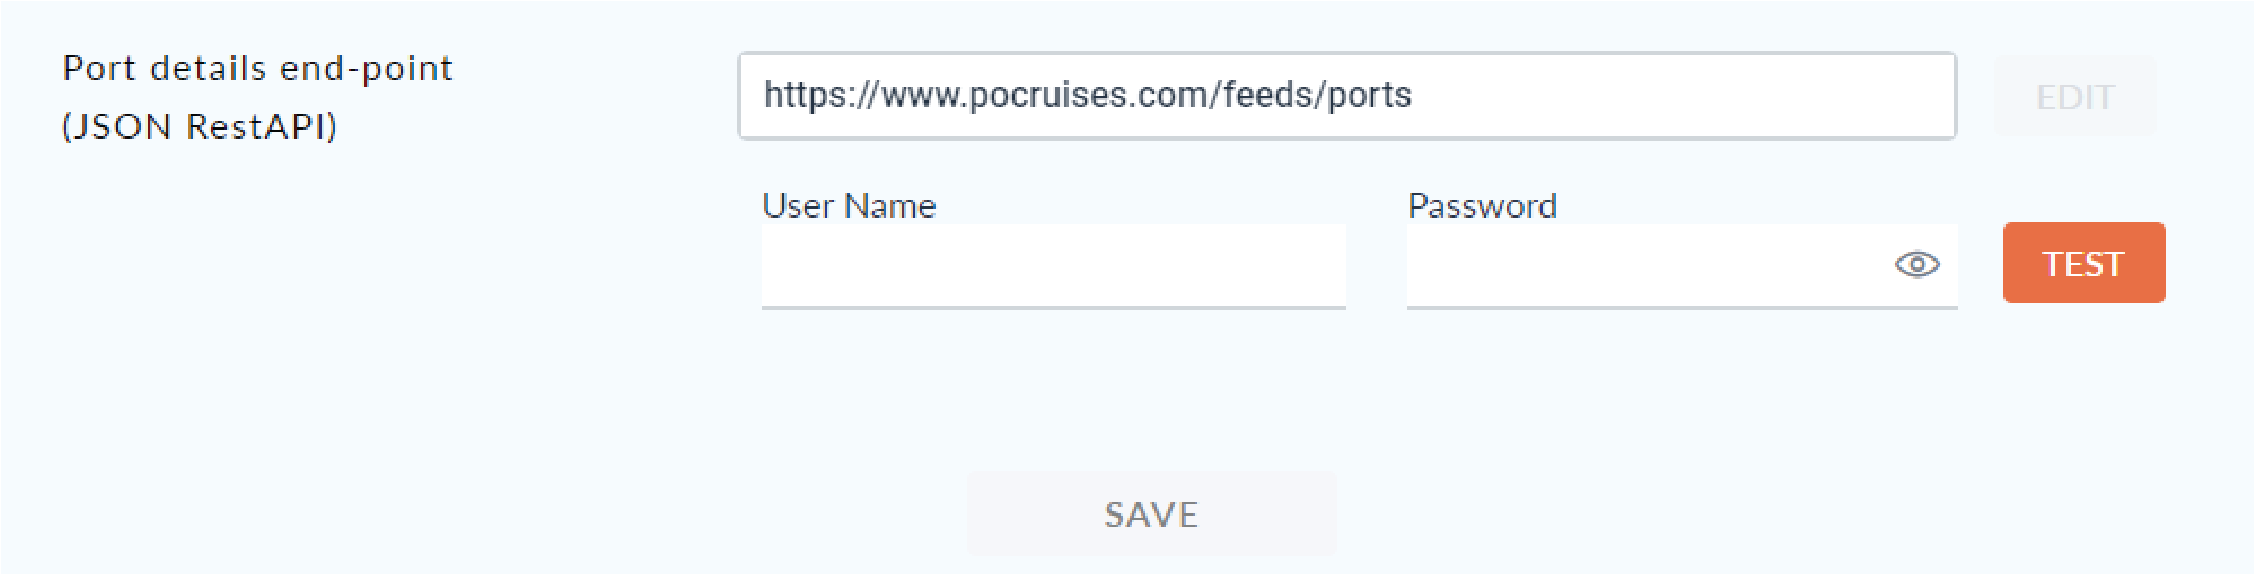 Port details end-point
(JSON RestAPI)
https://www.pocruises.com/feeds/ports
EDIT
User Name
Password
TEST
SAVE